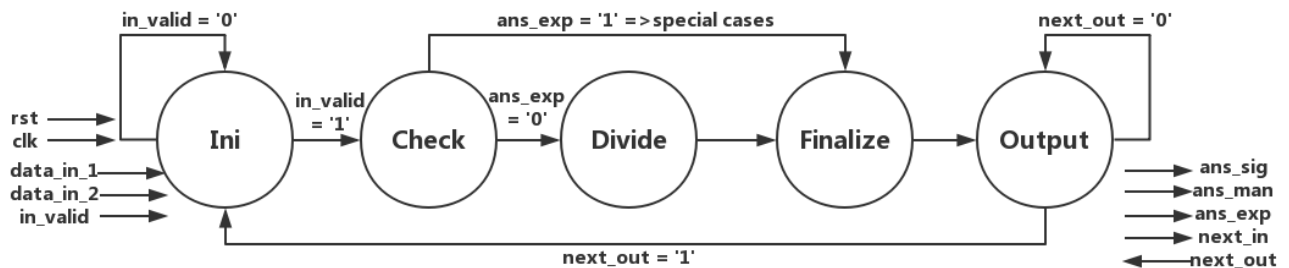 in_valid = '0'
ans_exp = '1' =>special cases
next_out = '0'
in_valid
= '1'
ans_exp
= '0'
rst
clk
data_in_1
data_in_2
in_valid
Ini
Check
Divide
Finalize
Output
ans_sig
ans_man
ans_exp
next_in
next_out
next_out = '1'